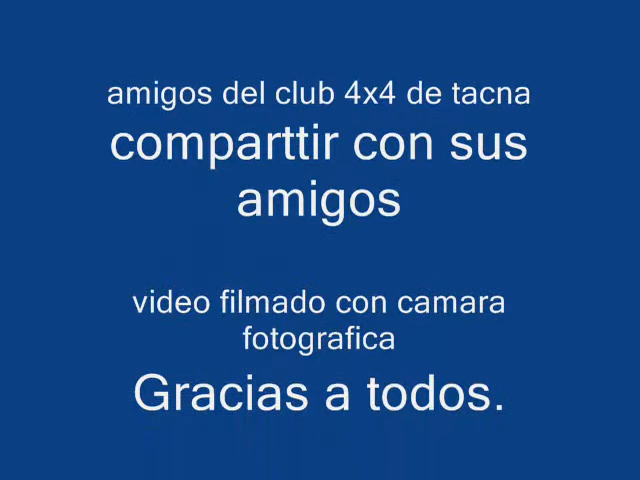 amigos del club 4x4 de tacna
comparttir con sus
amigos
video filmado con camara
fotografica
Gracias a todos.